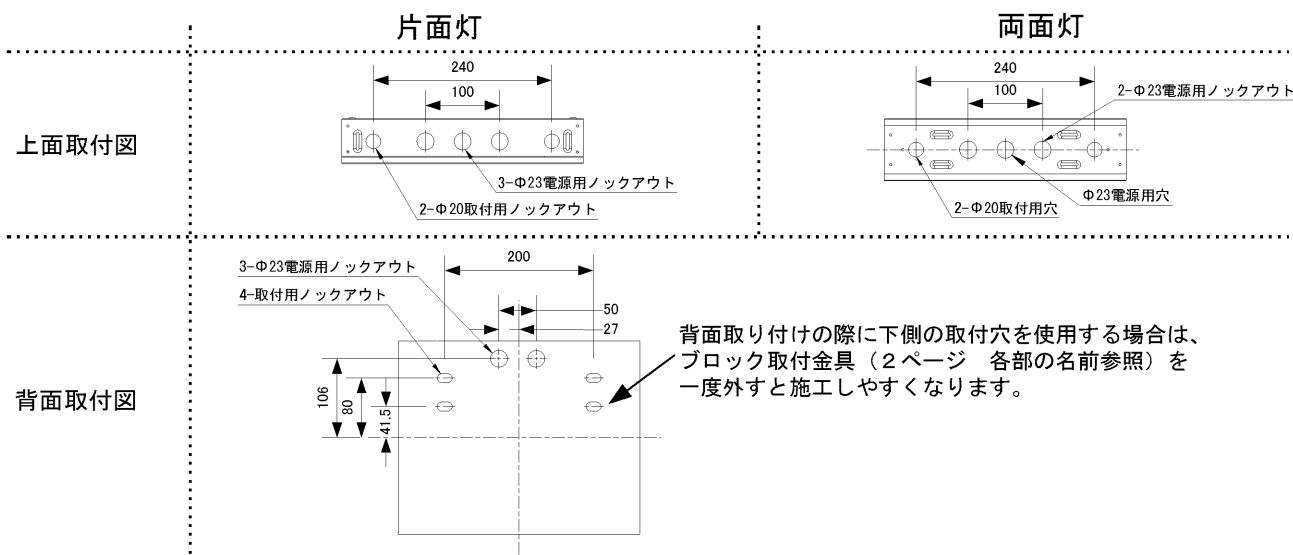 片面灯
両面灯
上面取付図
240
100
3-Φ23電源用ノックアウト
2-Φ20取付用ノックアウト
240
100
2-Φ23電源用ノックアウト
Φ23電源用穴
2-Φ20取付用穴
背面取付図
3-Φ23電源用ノックアウト
4-取付用ノックアウト
200
50
27
106
80
41.5
背面取り付けの際に下側の取付穴を使用する場合は、
ブロック取付金具（２ページ　各部の名前参照）を
一度外すと施工しやすくなります。